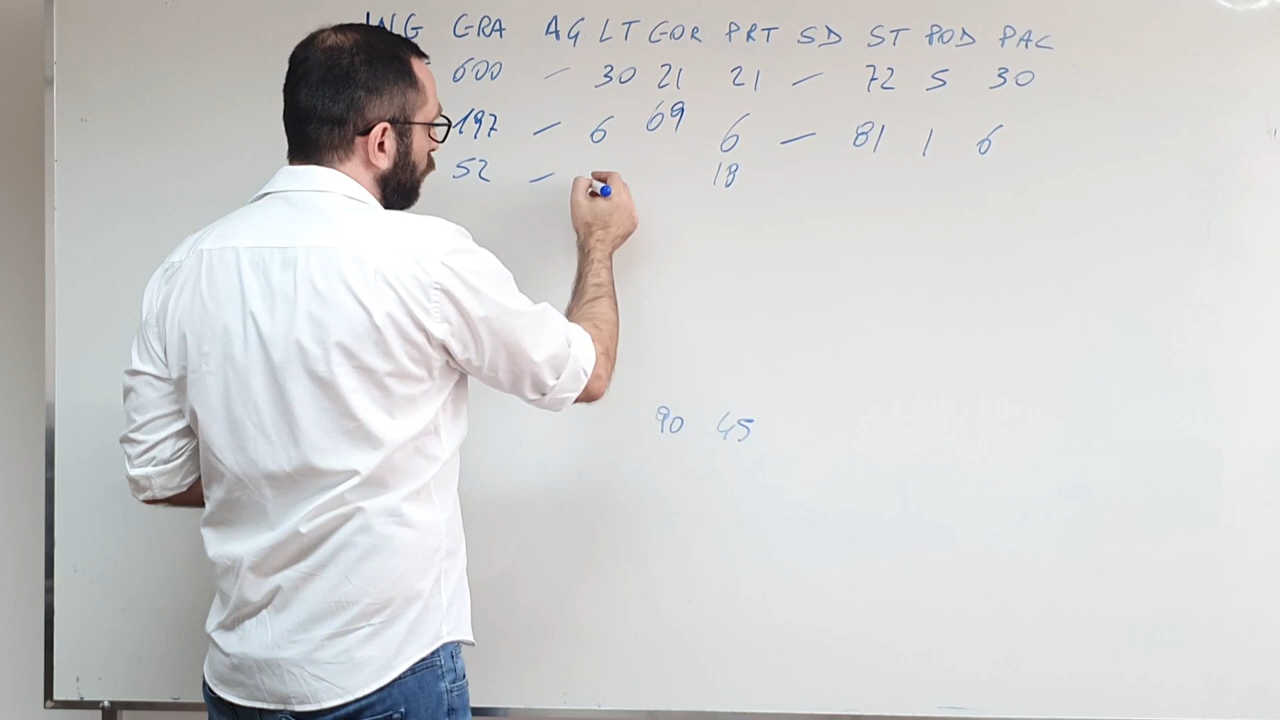 ING GRA AG LT GOR PRT SD ST POD PAC
600 – 30 21 21 – 72 5 30
197 – 6 69 6 – 81 1 6
52 – 18
90 45